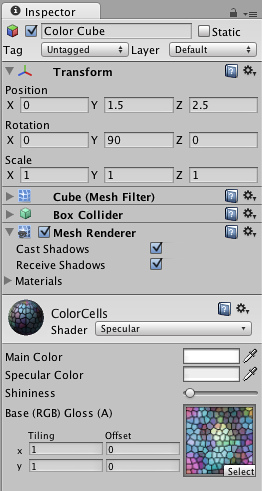 Inspector
Color Cube Static
Tag Untagged Layer Default
Transform
Position
X 0 Y 1.5 Z 2.5
Rotation
X 0 Y 90 Z 0
Scale
X 1 Y 1 Z 1
Cube (Mesh Filter)
Box Collider
Mesh Renderer
Cast Shadows
Receive Shadows
Materials
ColorCells
Shader Specular
Main Color
Specular Color
Shininess
Base (RGB) Gloss (A)
Tiling Offset
x 1 0
y 1 0
Select